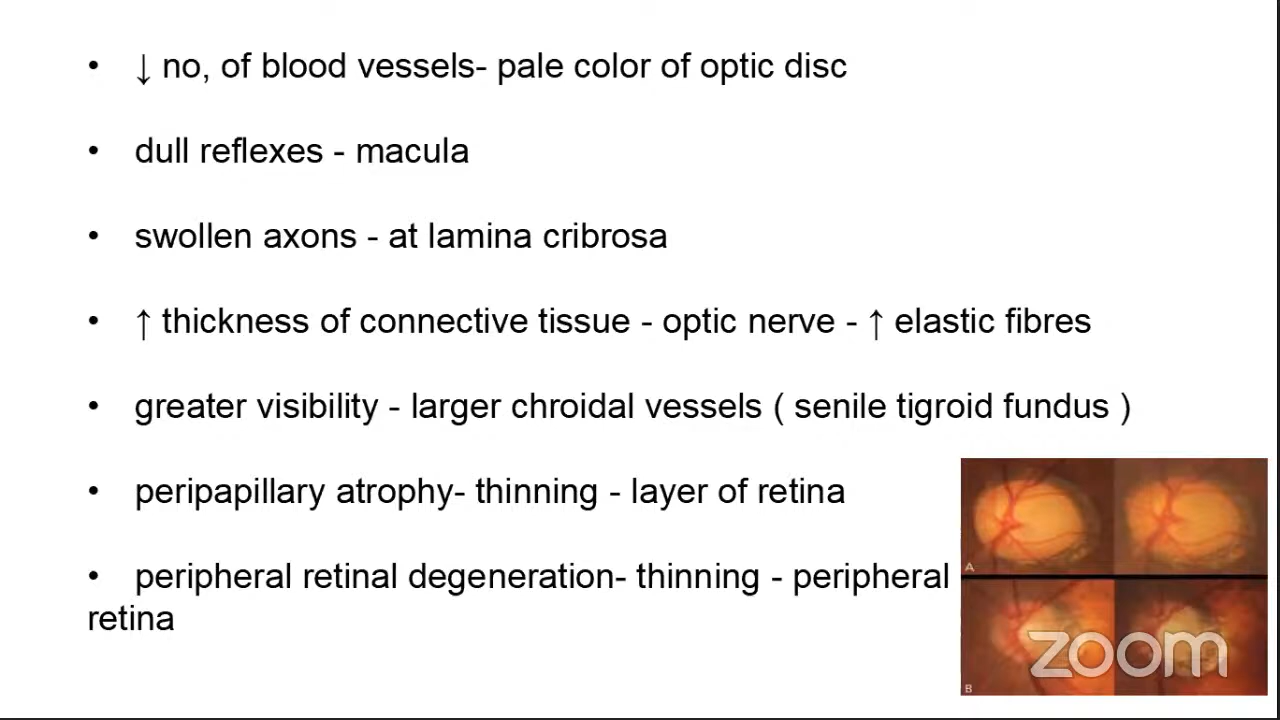 • ↓ no, of blood vessels- pale color of optic disc
• dull reflexes - macula
• swollen axons - at lamina cribrosa
• ↑ thickness of connective tissue - optic nerve - ↑ elastic fibres
• greater visibility - larger chroidal vessels ( senile tigroid fundus )
• peripapillary atrophy- thinning - layer of retina
• peripheral retinal degeneration- thinning - peripheral
retina
A
B
zoom